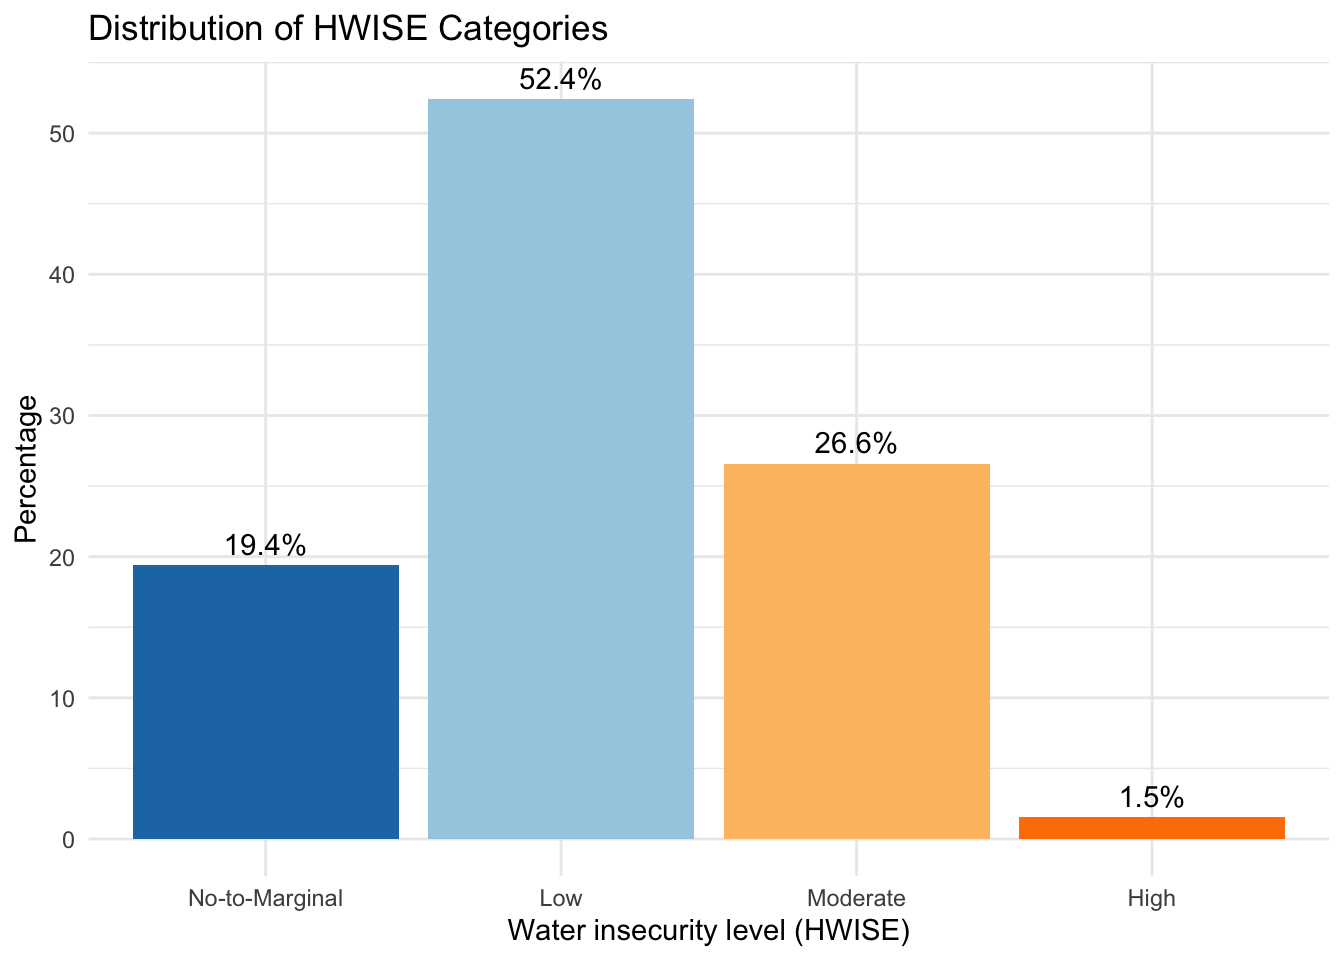 Distribution of HWISE Categories
52.4%
50
40
30
26.6%
20
19.4%
10
1.5%
0
Percentage
No-to-Marginal Low Moderate High
Water insecurity level (HWISE)